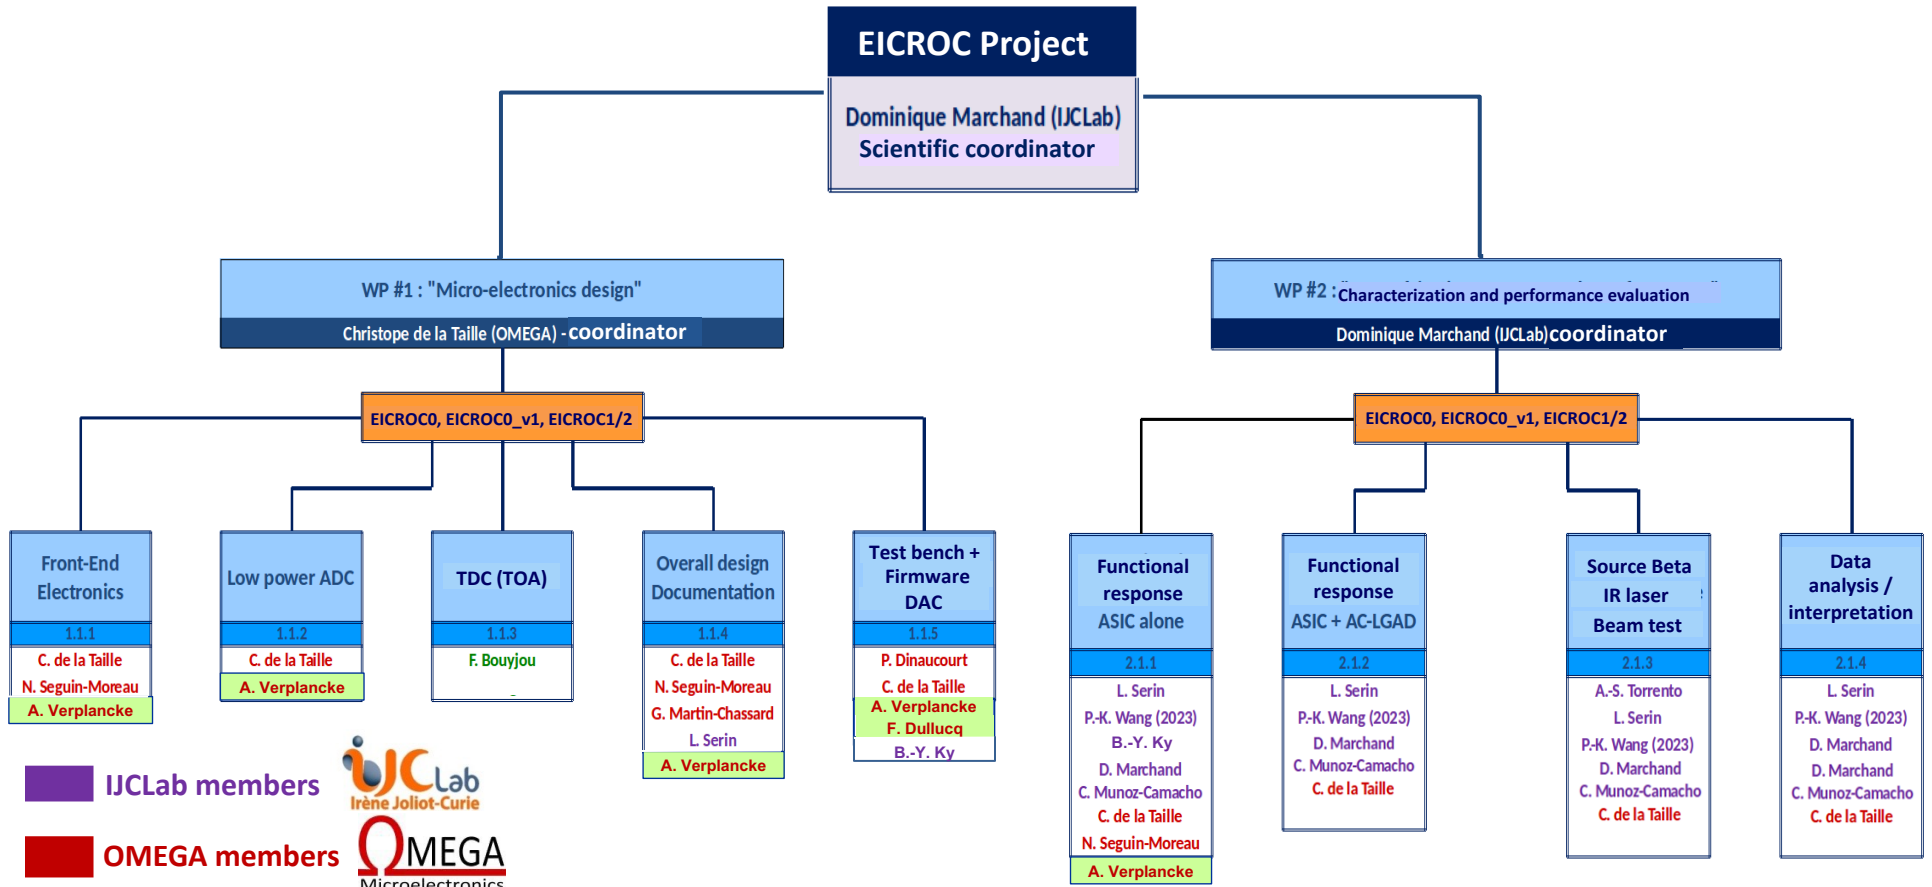 EICROC Project
Dominique Marchand (IJCLab)
Scientific coordinator
WP #1 : "Micro-electronics design"
Christope de la Taille (OMEGA) - coordinator
WP #2 : Characterization and performance evaluation
Dominique Marchand (IJCLab) coordinator
EICROC0, EICROC0_v1, EICROC1/2
EICROC0, EICROC0_v1, EICROC1/2
Front-End
Electronics
1.1.1
C. de la Taille
N. Seguin-Moreau
A. Verplancke
Low power ADC
1.1.2
C. de la Taille
A. Verplancke
TDC (TOA)
1.1.3
F. Bouyjou
Overall design
Documentation
1.1.4
C. de la Taille
N. Seguin-Moreau
G. Martin-Chassard
L. Serin
A. Verplancke
Test bench +
Firmware
DAC
1.1.5
P. Dinaucourt
C. de la Taille
A. Verplancke
F. Dullucq
B.-Y. Ky
Functional
response
ASIC alone
2.1.1
L. Serin
P.-K. Wang (2023)
B.-Y. Ky
D. Marchand
C. Munoz-Camacho
C. de la Taille
N. Seguin-Moreau
A. Verplancke
Functional
response
ASIC + AC-LGAD
2.1.2
L. Serin
P.-K. Wang (2023)
D. Marchand
C. Munoz-Camacho
C. de la Taille
Source Beta
IR laser
Beam test
2.1.3
A.-S. Torrento
L. Serin
P.-K. Wang (2023)
D. Marchand
C. Munoz-Camacho
C. de la Taille
Data
analysis /
interpretation
2.1.4
L. Serin
P.-K. Wang (2023)
D. Marchand
D. Marchand
C. Munoz-Camacho
C. de la Taille
IJCLab members
iJC Lab
Irène Joliot-Curie
OMEGA members
ΩMEGA
Microelectronics